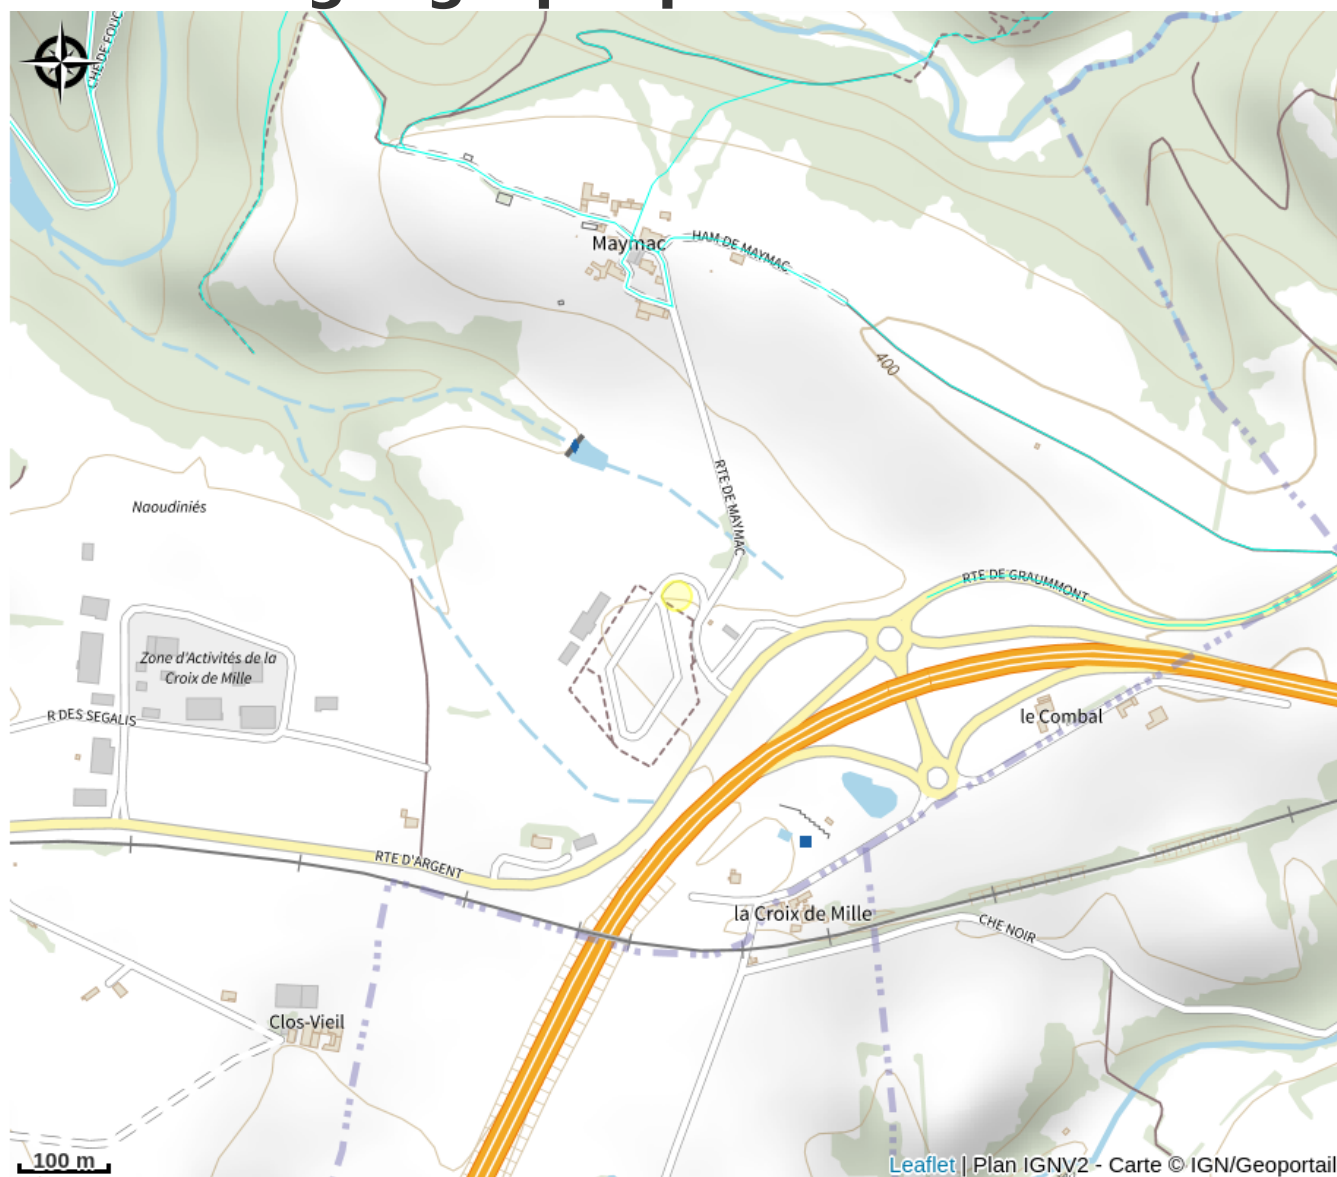 CHE DE FOUC
Maymac
HAM DE MAYMAC
400
RTE DE MAYMAC
Naoudiniés
RTE DE GRAUMMONT
Zone d'Activités de la
Croix de Mille
R DES SEGALIS
le Combal
RTE D'ARGENT
la Croix de Mille
CHE NOIR
Clos-Vieil
100 m
Leaflet | Plan IGNV2 - Carte © IGN/Geoportail